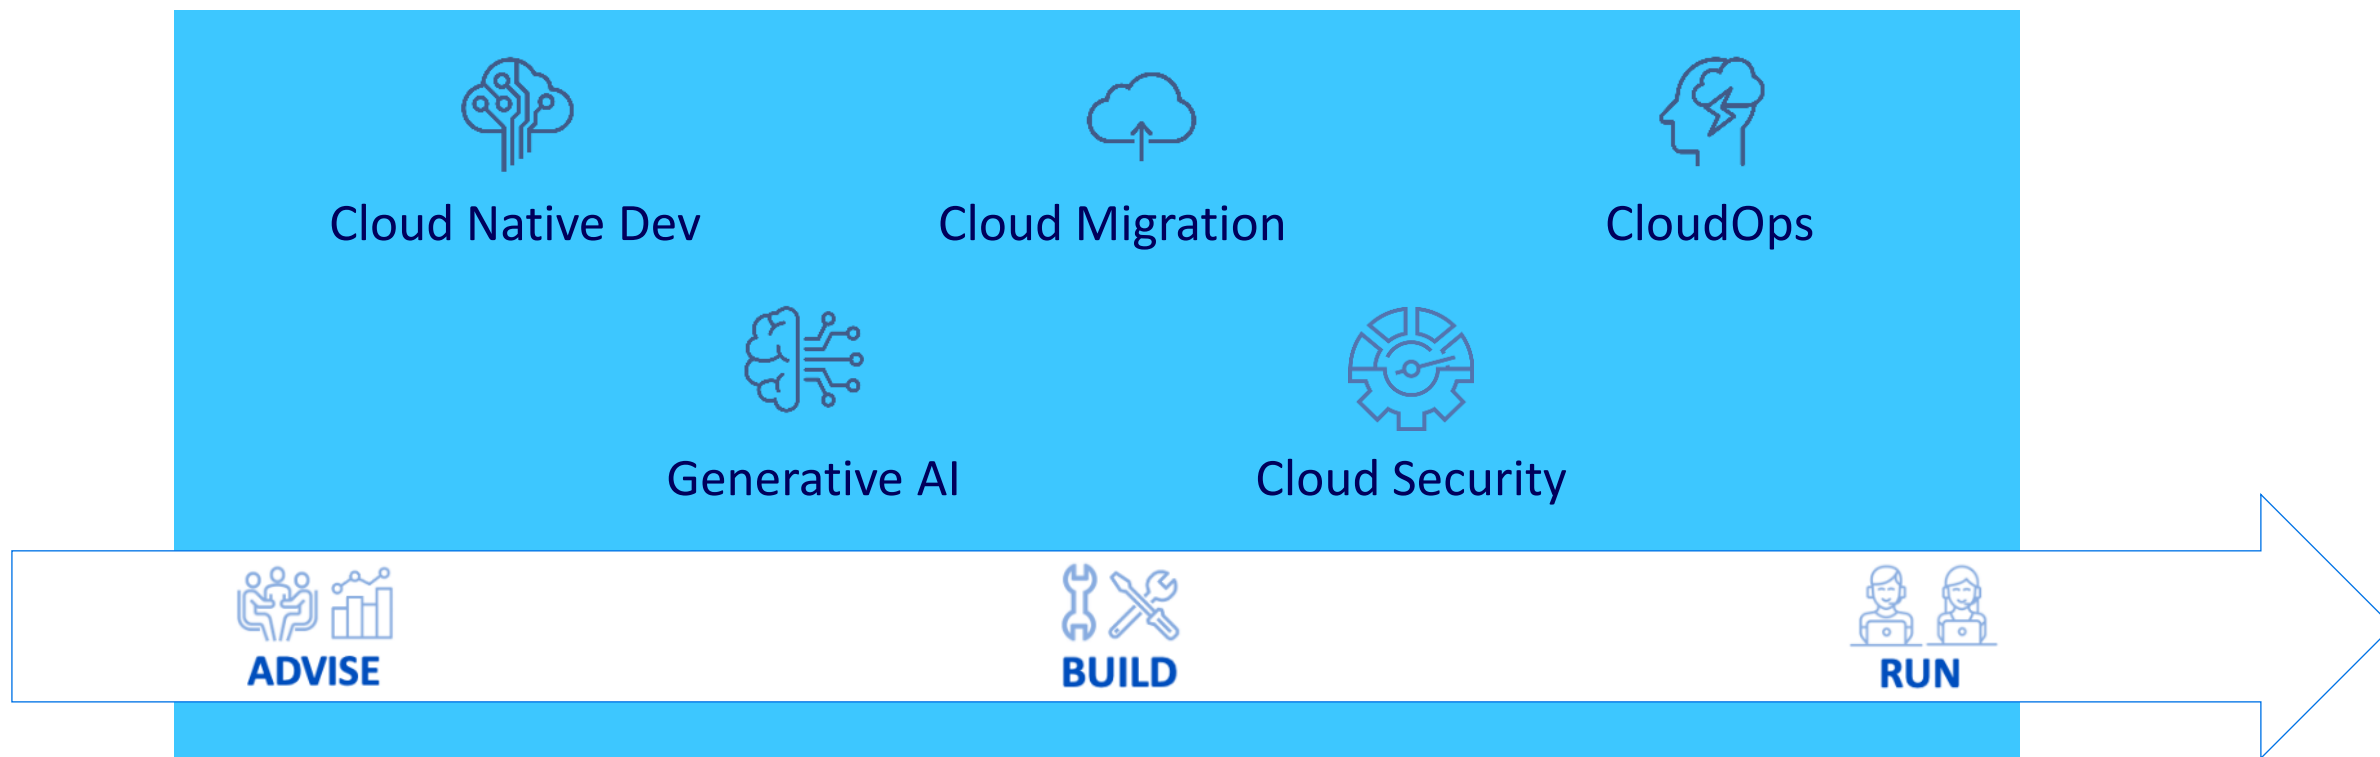 Cloud Native Dev
Cloud Migration
CloudOps
Generative AI
Cloud Security
ADVISE
BUILD
RUN